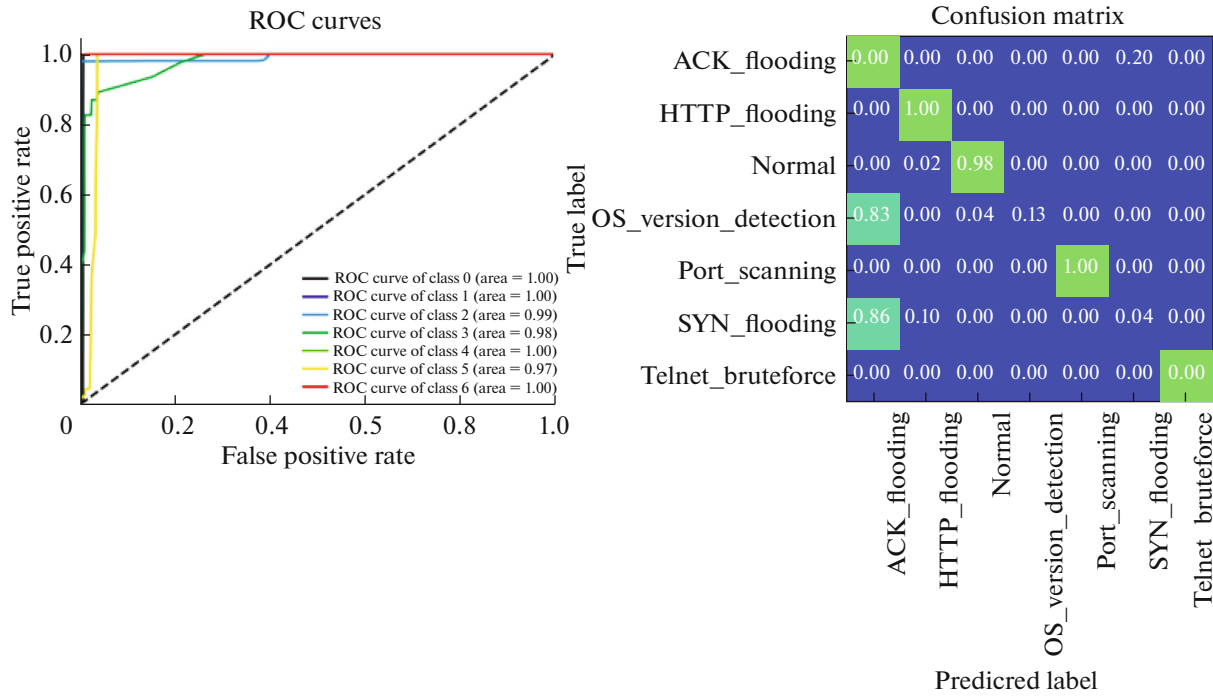 ROC curves
1.0
0.8
0.6
0.4
0.2
True positive rate
ROC curve of class 0 (area = 1.00)
ROC curve of class 1 (area = 1.00)
ROC curve of class 2 (area = 0.99)
ROC curve of class 3 (area = 0.98)
ROC curve of class 4 (area = 1.00)
ROC curve of class 5 (area = 0.97)
ROC curve of class 6 (area = 1.00)
0 0.2 0.2 0.5 0.8 1.0
False positive rate
Confusion matrix
True label
ACK_flooding 0.00 0.00 0.00 0.00 0.00 0.20 0.00
HTTP_flooding 0.00 1.00 0.00 0.00 0.00 0.00 0.00
Normal 0.00 0.02 0.98 0.00 0.00 0.00 0.00
OS_version_detection 0.83 0.00 0.04 0.13 0.00 0.00 0.00
Port_scanning 0.00 0.00 0.00 0.00 1.00 0.00 0.00
SYN_flooding 0.86 0.10 0.00 0.00 0.00 0.04 0.00
Telnet_bruteforce 0.00 0.00 0.00 0.00 0.00 0.00 0.00
ACK_flooding
HTTP_flooding
Normal
OS_version_detection
Port_scanning
SYN_flooding
Telnet_bruteforce
Predicred label